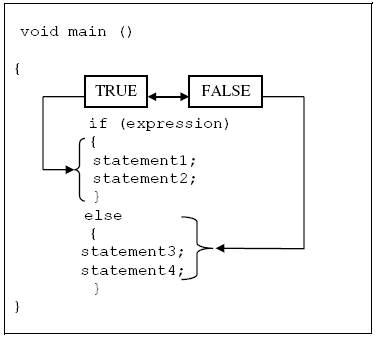 void main ()
{
TRUE FALSE
if (expression)
{
statement1;
statement2;
}
else
{
statement3;
statement4;
}
}